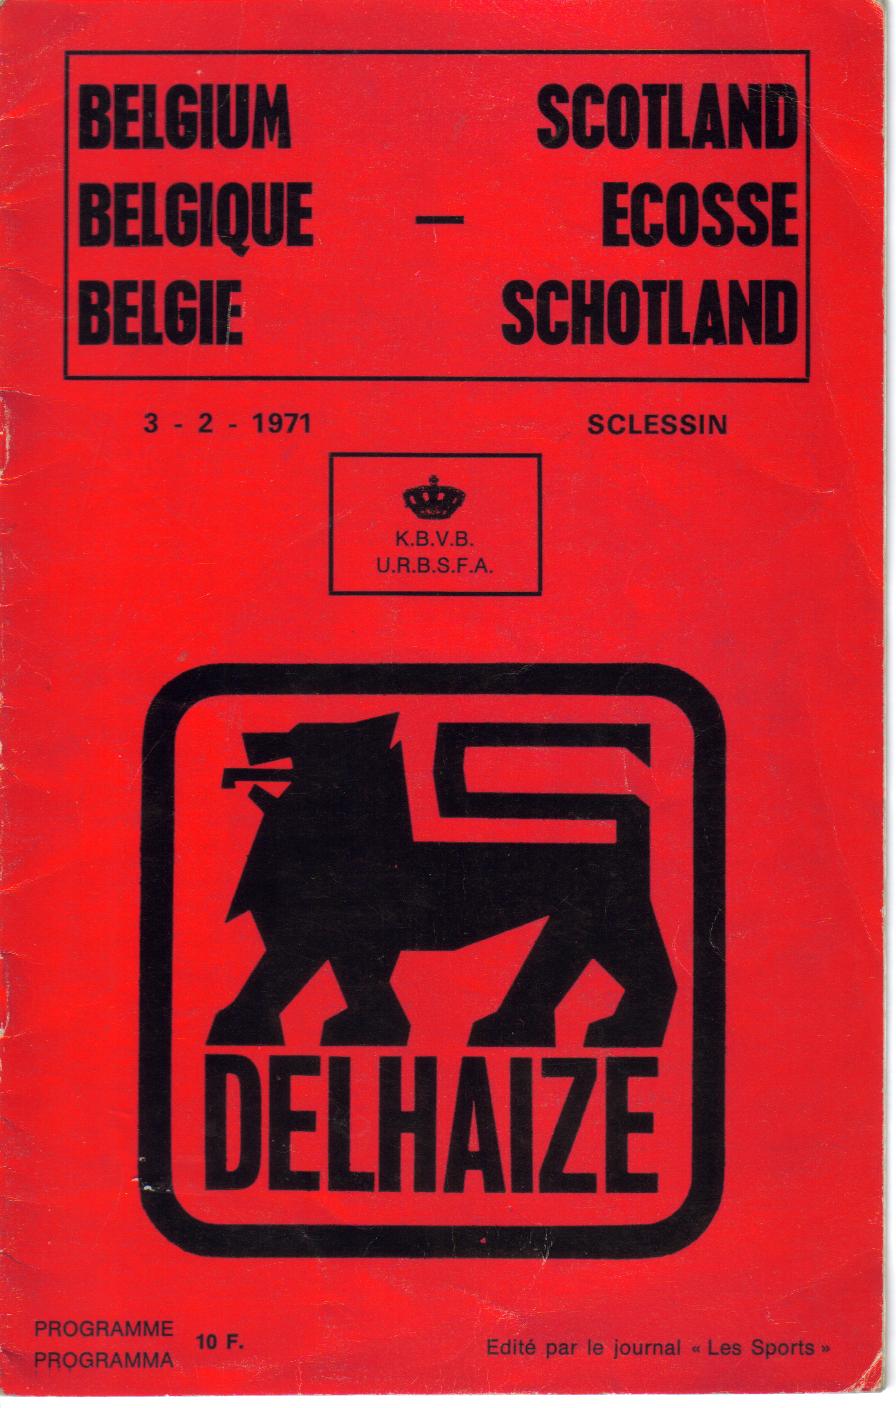 BELGIUM SCOTLAND
BELGIQUE — ECOSSE
BELGIE SCHOTLAND
3 - 2 - 1971 SCLESSIN
K.B.V.B.
U.R.B.S.F.A.
DELHAIZE
PROGRAMME
PROGRAMMA
10 F.
Edité par le journal « Les Sports »